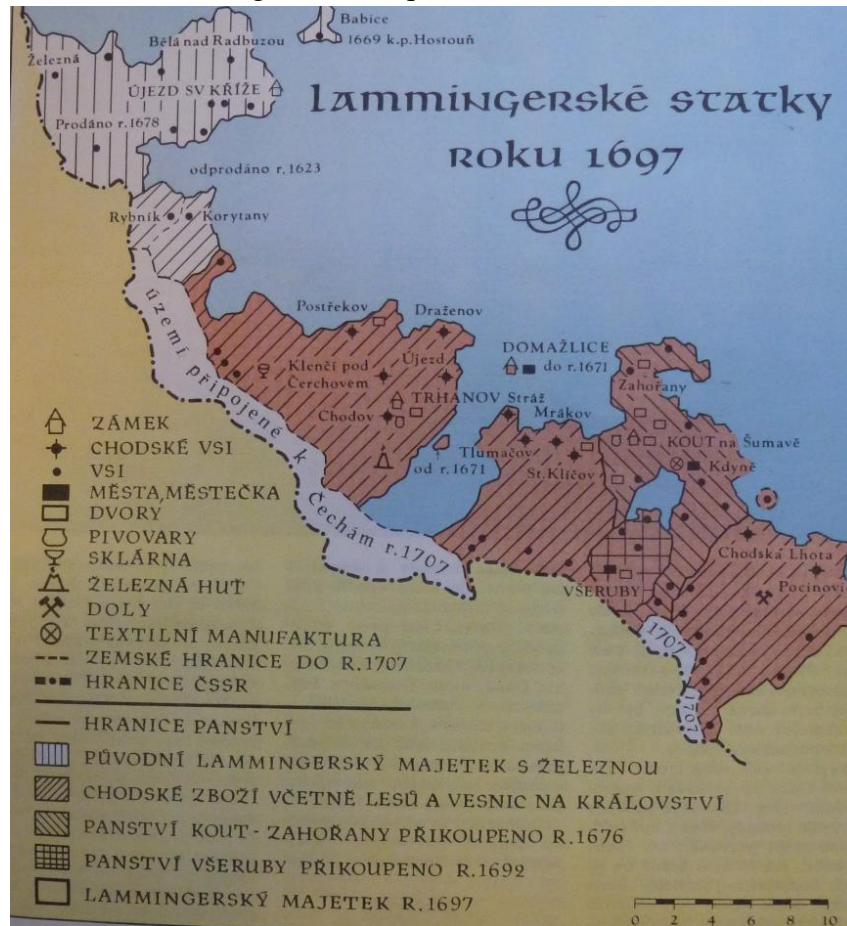 Babice
1669 k.p. Hostouň
Bělá nad Radbuzou
Železná
ÚJEZD SV KŘÍŽE
Prodáno r.1678
odprodáno r.1623
LAMMINGERSKÉ STATKY
ROKU 1697
Rybník
Korytany
území připojené k Čechám r.1707
Postřekov
Draženov
Klenčí pod
Čerchovem
Újezd
DOMAŽLICE
do r.1671
Zahořany
TRHANOV
Stráž
Chodov
Mrákov
KOUT na Šumavě
Tlumačov
od r.1671
St.Klíčov
Kdyně
Chodská Lhota
Pocinovi
VŠERUBY
1707
1707
ZÁMEK
CHODSKÉ VSI
VSI
MĚSTA, MĚSTEČKA
DVORY
PIVOVARY
SKLÁRNA
ŽELEZNÁ HUŤ
DOLY
TEXTILNÍ MANUFAKTURA
ZEMSKÉ HRANICE DO R.1707
HRANICE ČSSR
HRANICE PANSTVÍ
PŮVODNÍ LAMMINGERSKÝ MAJETEK S ŽELEZNOU
CHODSKÉ ZBOŽÍ VČETNĚ LESŮ A VESNIC NA KRÁLOVSTVÍ
PANSTVÍ KOUT - ZAHOŘANY PŘIKOUPENO R.1676
PANSTVÍ VŠERUBY PŘIKOUPENO R.1692
LAMMINGERSKÝ MAJETEK R.1697
0 2 4 6 8 10